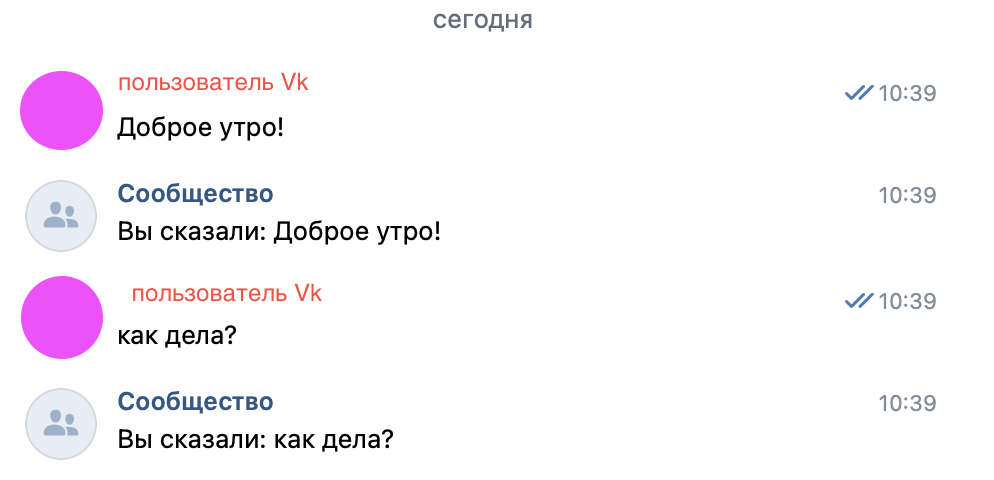 сегодня
пользователь Vk
10:39
Доброе утро!
Сообщество
10:39
Вы сказали: Доброе утро!
пользователь Vk
10:39
как дела?
Сообщество
10:39
Вы сказали: как дела?